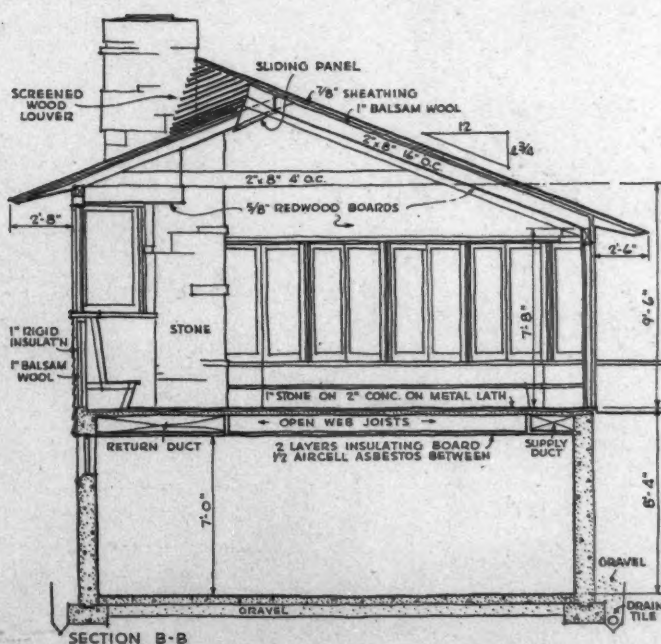 SLIDING PANEL
7/8" SHEATHING
1" BALSAM WOOL
SCREENED
WOOD
LOUVER
12
4 3/4
2" x 8" 16" O.C.
2" x 8" 4' O.C.
5/8" REDWOOD BOARDS
2'-8"
2'-6"
9'-6"
7'-8"
1" RIGID
INSULAT'N
1" BALSAM
WOOL
STONE
1" STONE ON 2" CONC. ON METAL LATH
OPEN WEB JOISTS
RETURN DUCT
2 LAYERS INSULATING BOARD
1/2 AIRCELL ASBESTOS BETWEEN
SUPPLY
DUCT
7'-0"
8'-4"
GRAVEL
GRAVEL
DRAIN
TILE
SECTION B-B